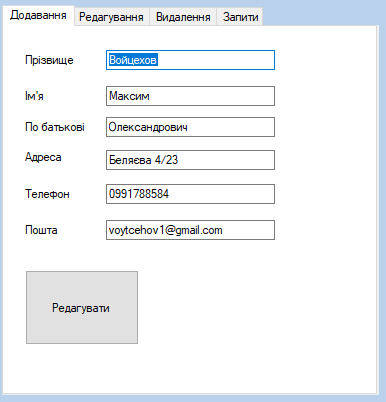 Додавання Редагування Видалення Запити
Прізвище Войцехов
Ім'я Максим
По батькові Олександрович
Адреса Беляєва 4/23
Телефон 0991788584
Пошта voytcehov1@gmail.com
Редагувати